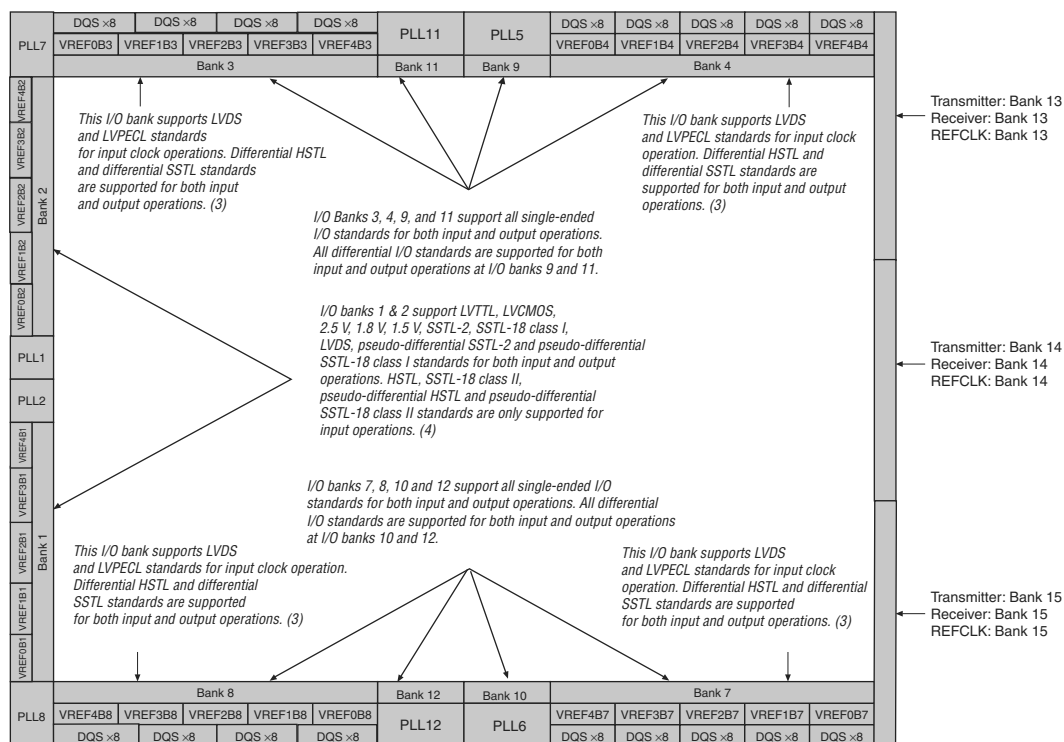 DQS ×8 DQS ×8 DQS ×8 DQS ×8
PLL11 PLL5
DQS ×8 DQS ×8 DQS ×8 DQS ×8 DQS ×8
PLL7
VREF0B3 VREF1B3 VREF2B3 VREF3B3 VREF4B3
VREF0B4 VREF1B4 VREF2B4 VREF3B4 VREF4B4
Bank 3 Bank 11 Bank 9 Bank 4
VREF4B2
VREF3B2
VREF2B2
VREF1B2
VREF0B2
Bank 2
This I/O bank supports LVDS
and LVPECL standards
for input clock operations. Differential HSTL
and differential SSTL standards
are supported for both input
and output operations. (3)
This I/O bank supports LVDS
and LVPECL standards for input clock
operation. Differential HSTL and
differential SSTL standards are
supported for both input and output
operations. (3)
Transmitter: Bank 13
Receiver: Bank 13
REFCLK: Bank 13
I/O Banks 3, 4, 9, and 11 support all single-ended
I/O standards for both input and output operations.
All differential I/O standards are supported for both
input and output operations at I/O banks 9 and 11.
I/O banks 1 & 2 support LVTTL, LVCMOS,
2.5 V, 1.8 V, 1.5 V, SSTL-2, SSTL-18 class I,
LVDS, pseudo-differential SSTL-2 and pseudo-differential
SSTL-18 class I standards for both input and output
operations. HSTL, SSTL-18 class II,
pseudo-differential HSTL and pseudo-differential
SSTL-18 class II standards are only supported for
input operations. (4)
PLL1
PLL2
Transmitter: Bank 14
Receiver: Bank 14
REFCLK: Bank 14
VREF4B1
VREF3B1
VREF2B1
VREF1B1
VREF0B1
Bank 1
I/O banks 7, 8, 10 and 12 support all single-ended I/O
standards for both input and output operations. All differential
I/O standards are supported for both input and output operations
at I/O banks 10 and 12.
This I/O bank supports LVDS
and LVPECL standards for input clock operation.
Differential HSTL and differential
SSTL standards are supported
for both input and output operations. (3)
This I/O bank supports LVDS
and LVPECL standards for input clock
operation. Differential HSTL and differential
SSTL standards are supported
for both input and output operations. (3)
Transmitter: Bank 15
Receiver: Bank 15
REFCLK: Bank 15
Bank 8 Bank 12 Bank 10 Bank 7
PLL8
VREF4B8 VREF3B8 VREF2B8 VREF1B8 VREF0B8
PLL12 PLL6
VREF4B7 VREF3B7 VREF2B7 VREF1B7 VREF0B7
DQS ×8 DQS ×8 DQS ×8 DQS ×8
DQS ×8 DQS ×8 DQS ×8 DQS ×8 DQS ×8